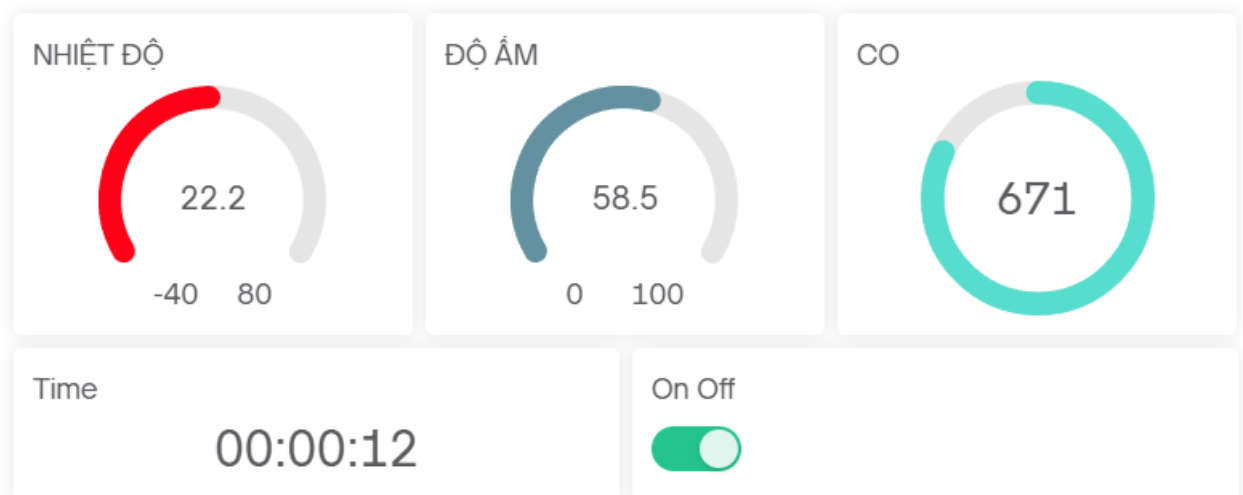 NHIỆT ĐỘ
22.2
-40 80
ĐỘ ẨM
58.5
0 100
CO
671
Time
00:00:12
On Off